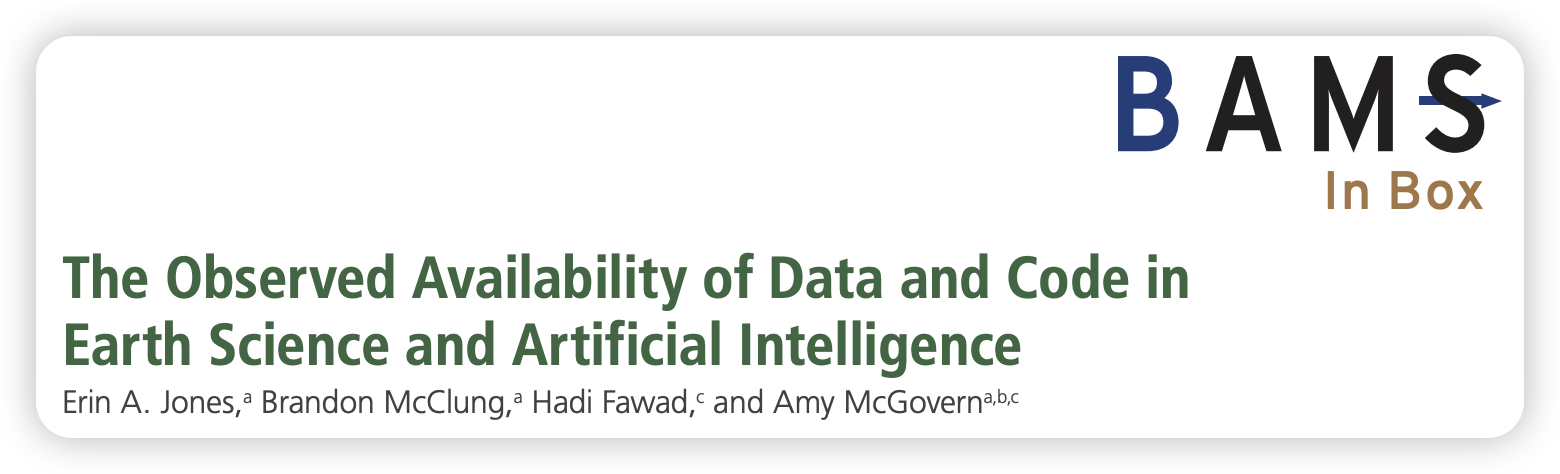 BAMS
In Box
The Observed Availability of Data and Code in
Earth Science and Artificial Intelligence
Erin A. Jones,ᵃ Brandon McClung,ᵃ Hadi Fawad,ᶜ and Amy McGovernᵃ,ᵇ,ᶜ